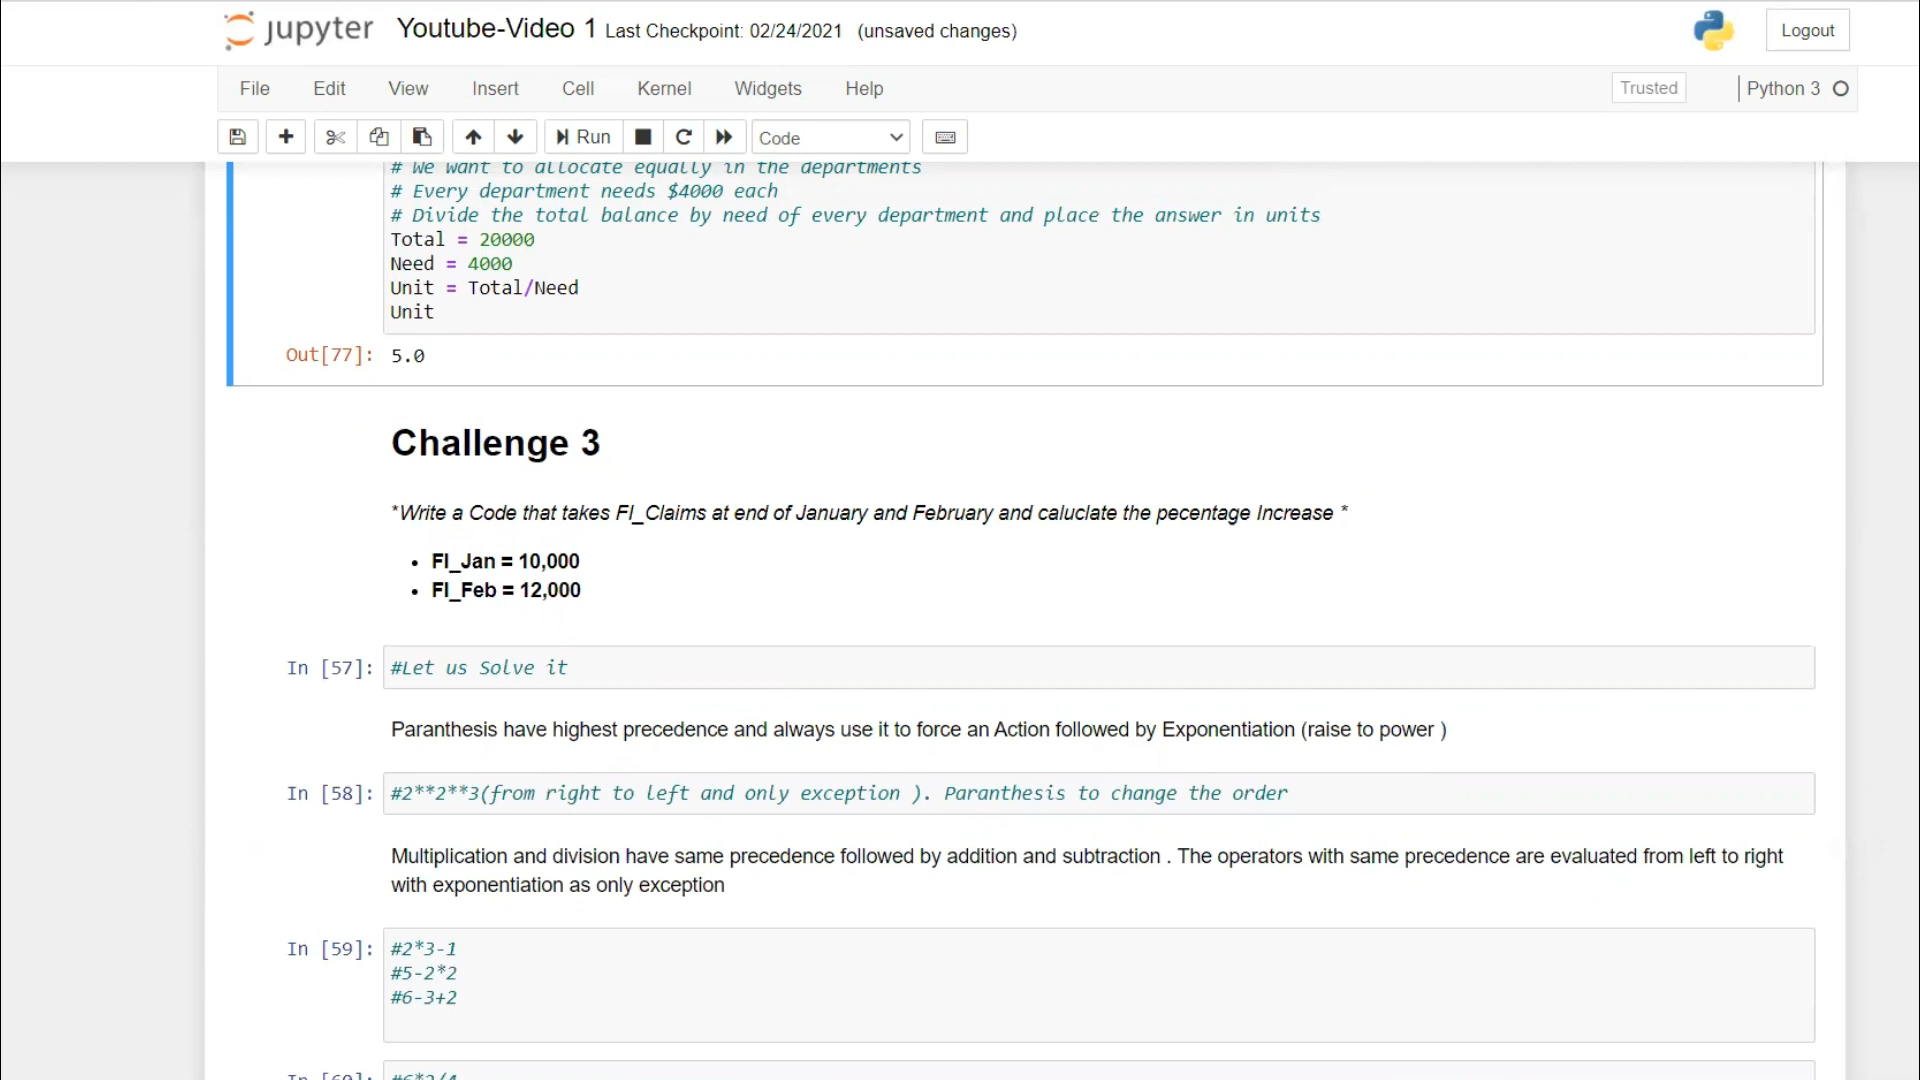 jupyter Youtube-Video 1 Last Checkpoint: 02/24/2021 (unsaved changes) Logout
File Edit View Insert Cell Kernel Widgets Help Trusted Python 3
Run Code
# We want to allocate equally in the departments
# Every department needs $4000 each
# Divide the total balance by need of every department and place the answer in units
Total = 20000
Need = 4000
Unit = Total/Need
Unit
Out[77]: 5.0
Challenge 3
*Write a Code that takes FI_Claims at end of January and February and caluclate the pecentage Increase *
• FI_Jan = 10,000
• FI_Feb = 12,000
In [57]: #Let us Solve it
Paranthesis have highest precedence and always use it to force an Action followed by Exponentiation (raise to power )
In [58]: #2**2**3(from right to left and only exception ). Paranthesis to change the order
Multiplication and division have same precedence followed by addition and subtraction . The operators with same precedence are evaluated from left to right
with exponentiation as only exception
In [59]: #2*3-1
#5-2*2
#6-3+2
In [60]: #6*2/4